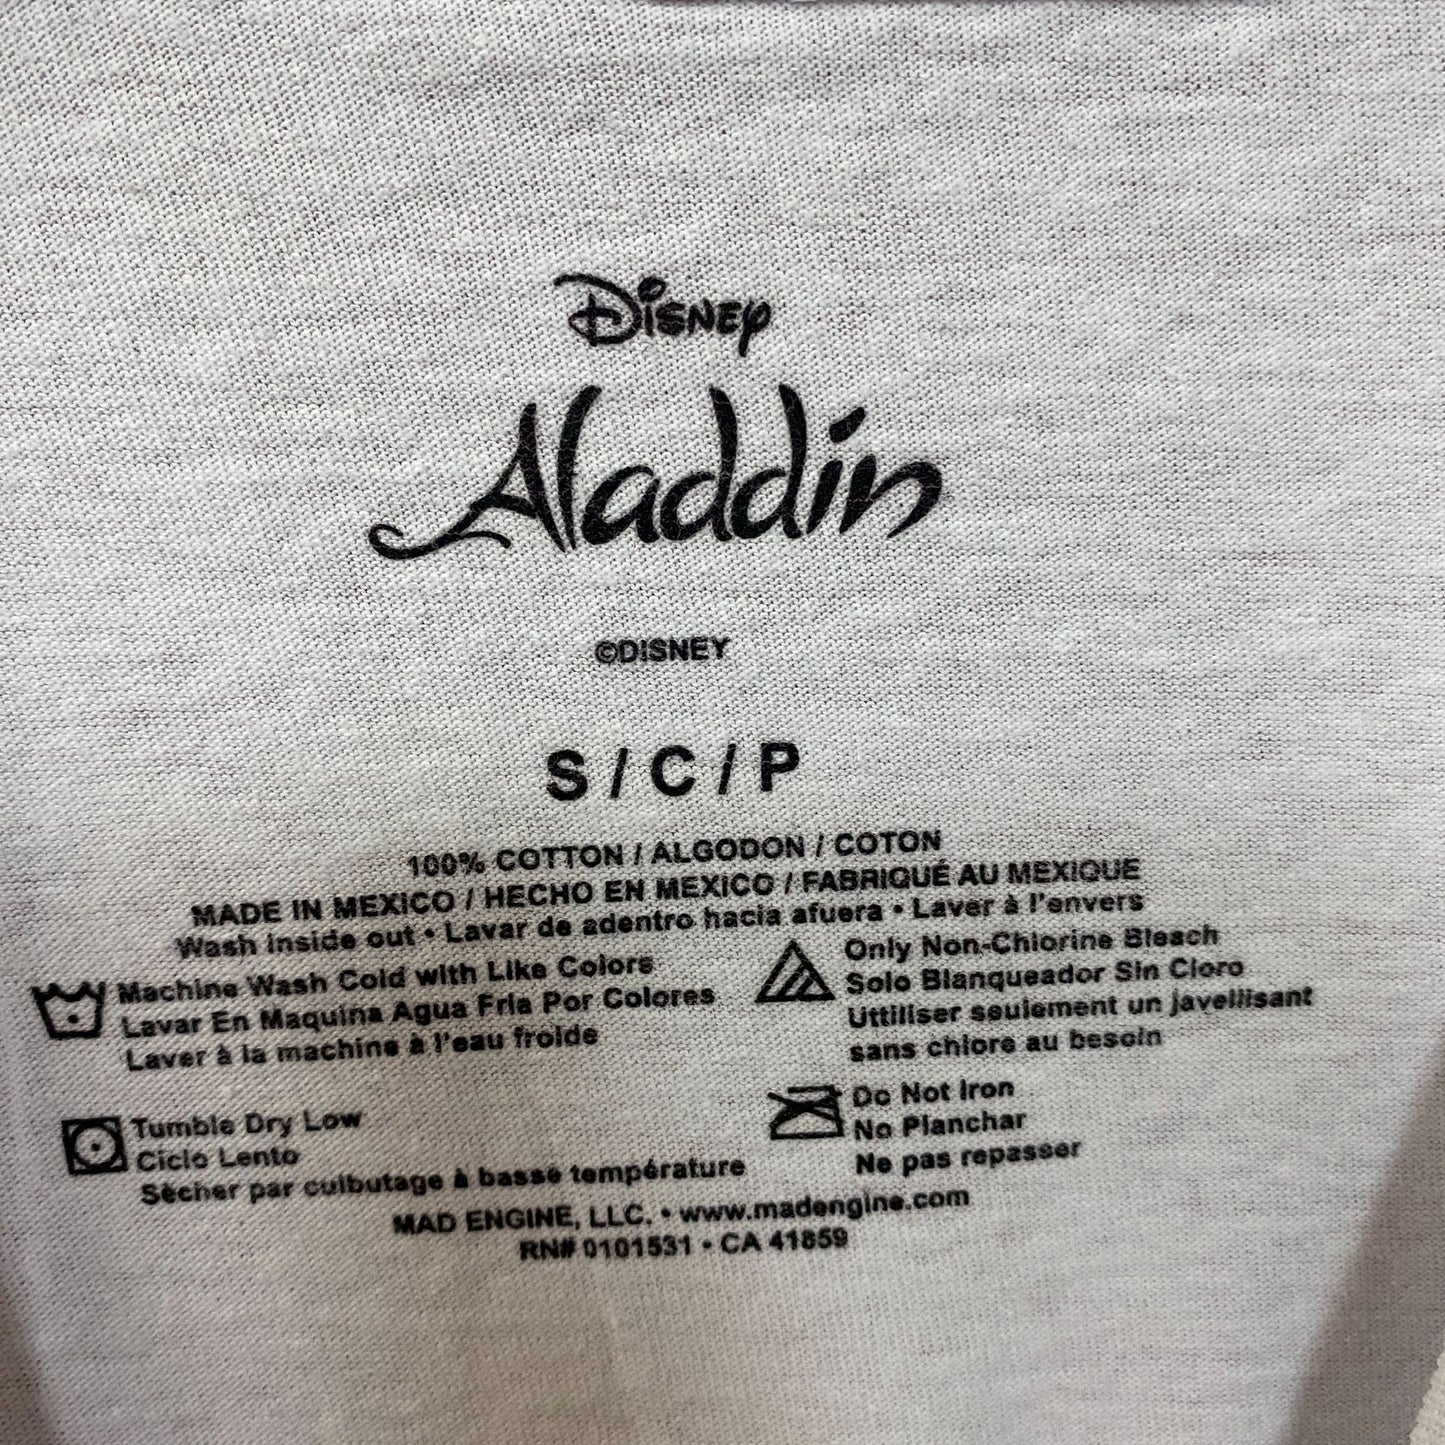 Disney
Aladdin
©DISNEY
S / C / P
100% COTTON / ALGODON / COTON
MADE IN MEXICO / HECHO EN MEXICO / FABRIQUÉ AU MEXIQUE
Wash inside out • Lavar de adentro hacia afuera • Laver à l'envers
Machine Wash Cold with Like Colors
Lavar En Maquina Agua Fria Por Colores
Laver à la machine à l'eau froide
Only Non-Chlorine Bleach
Solo Blanqueador Sin Cloro
Uttiliser seulement un javellisant
sans chlore au besoin
Tumble Dry Low
Ciclo Lento
Sècher par culbutage à basse température
Do Not Iron
No Planchar
Ne pas repasser
MAD ENGINE, LLC. • www.madengine.com
RN# 0101531 • CA 41859